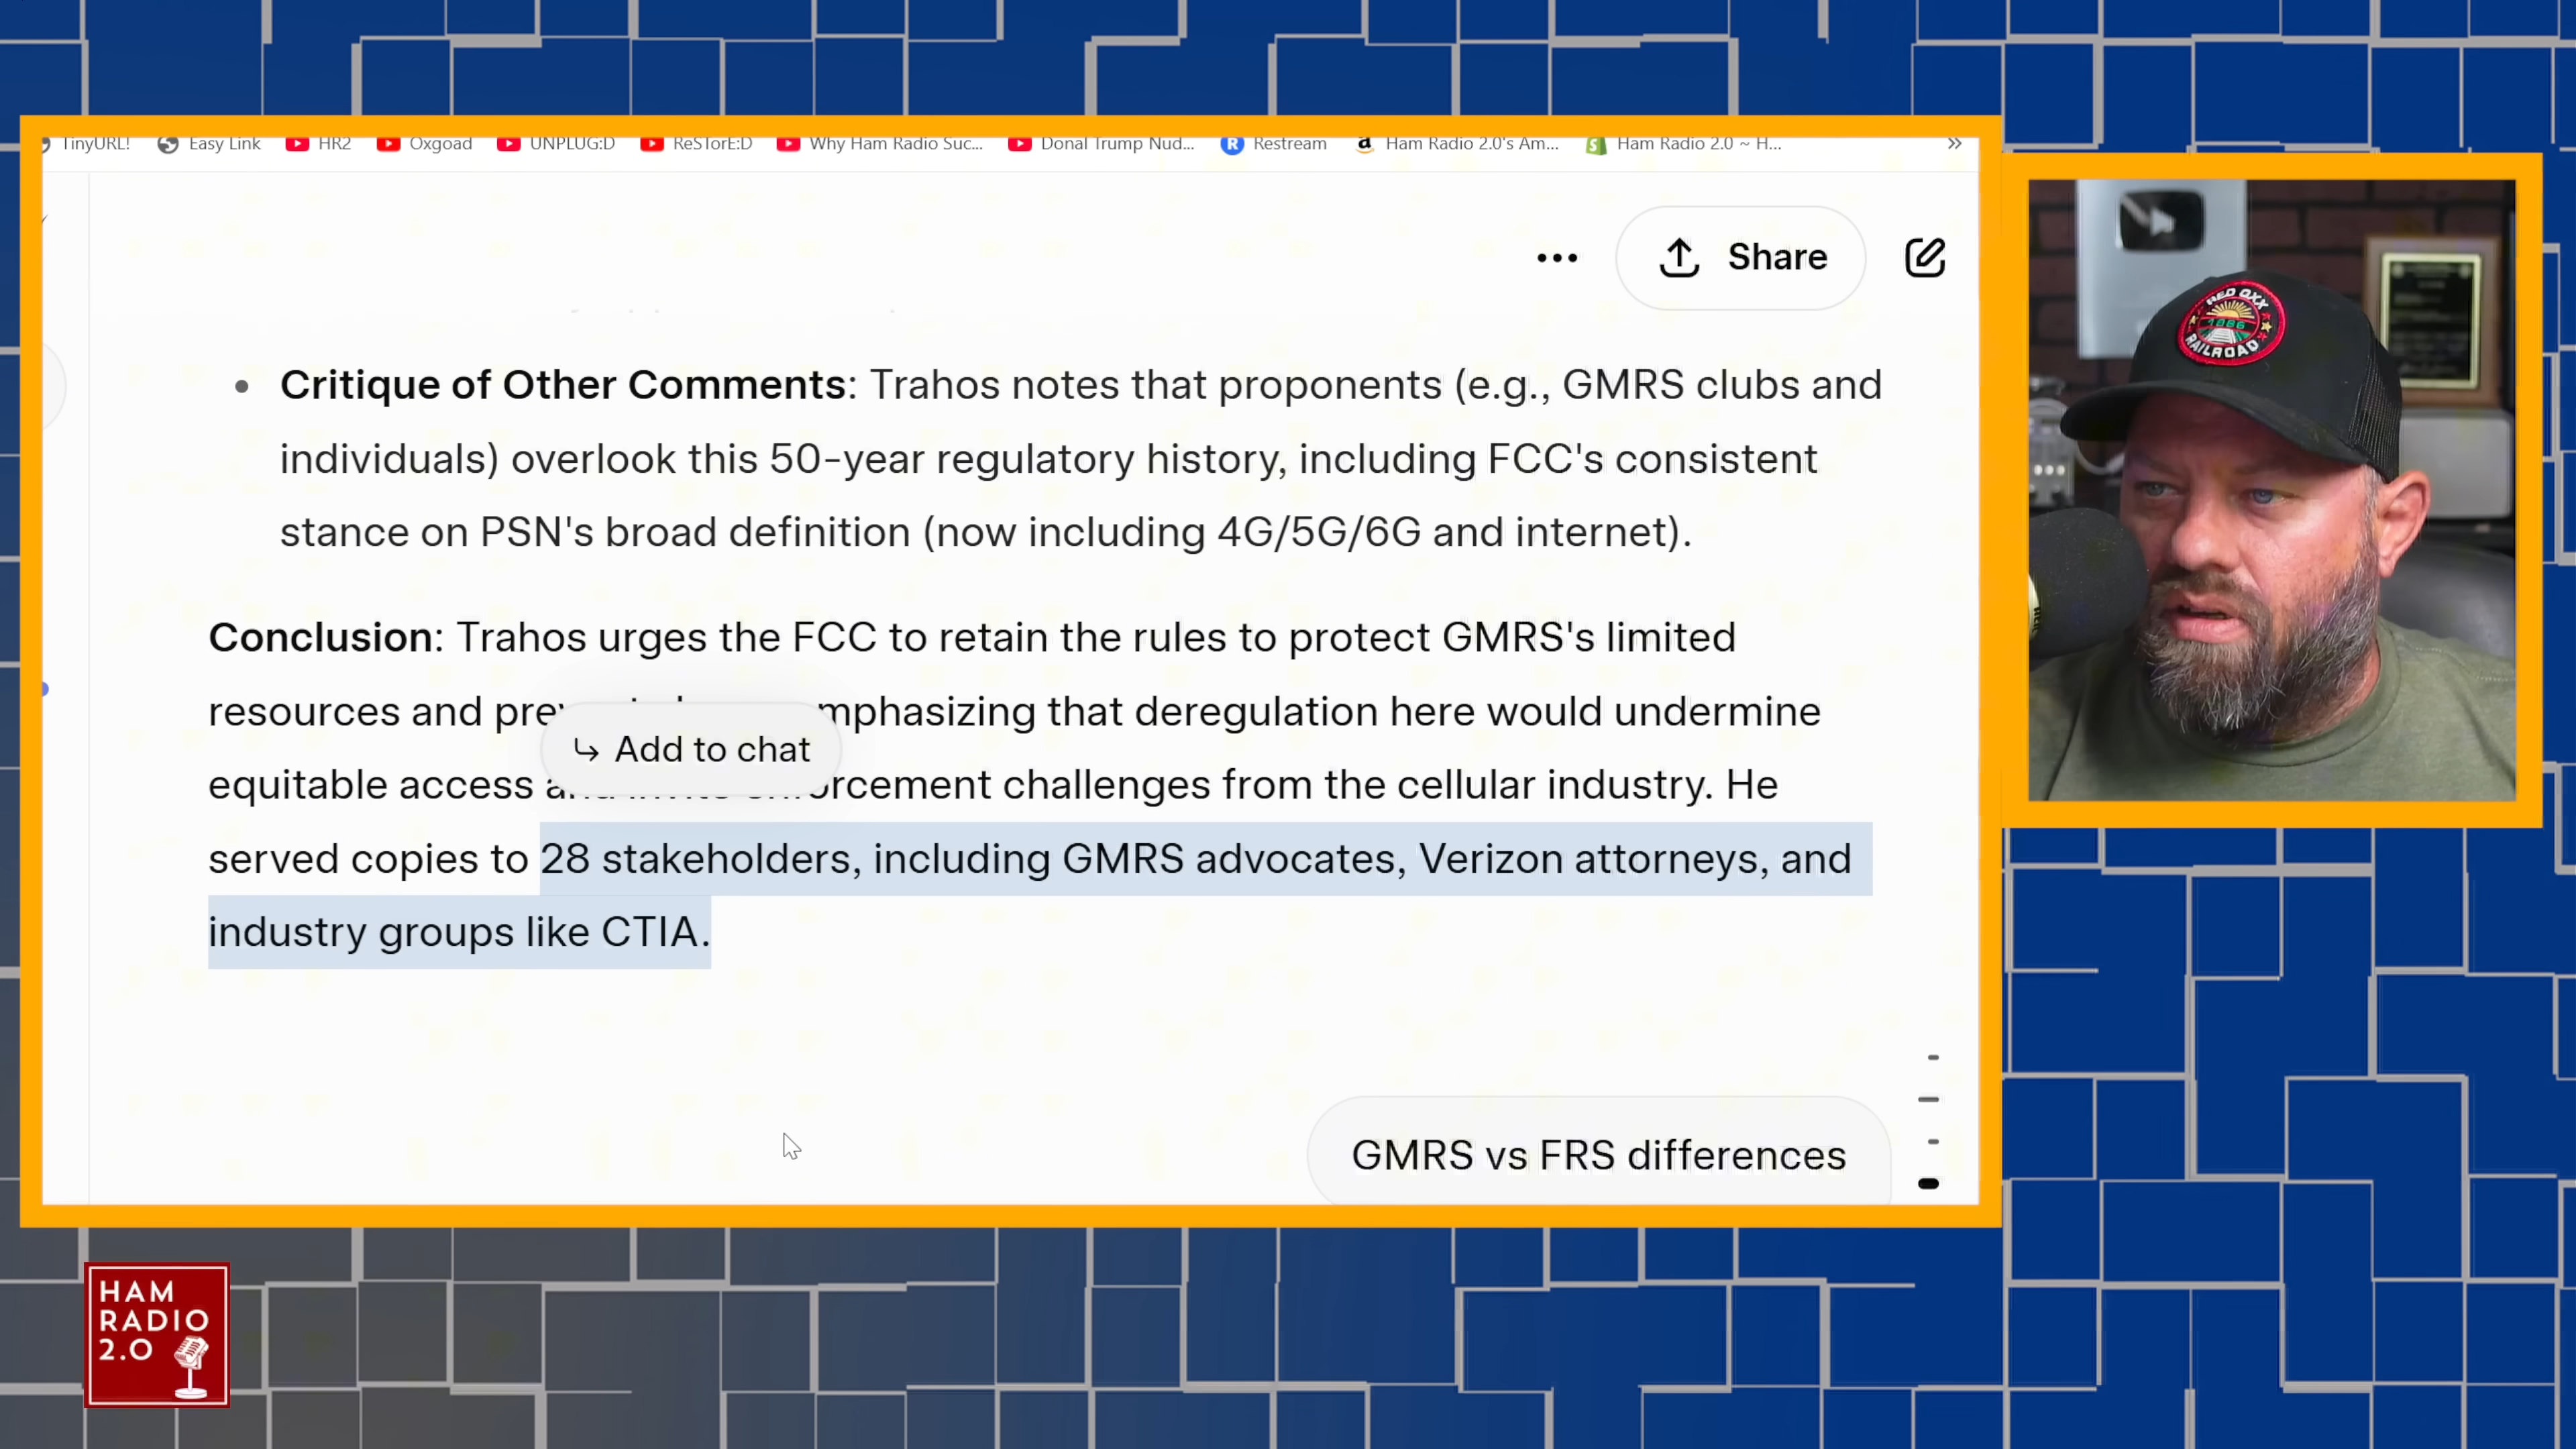 TinyURL! Easy Link HR2 Oxgoad UNPLUG:D ReSTorE:D Why Ham Radio Suc... Donal Trump Nud... Restream Ham Radio 2.0's Am... Ham Radio 2.0 ~ H... »
Share
• Critique of Other Comments: Trahos notes that proponents (e.g., GMRS clubs and
individuals) overlook this 50-year regulatory history, including FCC's consistent
stance on PSN's broad definition (now including 4G/5G/6G and internet).
Conclusion: Trahos urges the FCC to retain the rules to protect GMRS's limited
resources and emphasizing that deregulation here would undermine
Add to chat
equitable access challenges from the cellular industry. He
served copies to 28 stakeholders, including GMRS advocates, Verizon attorneys, and
industry groups like CTIA.
GMRS vs FRS differences
RED OXX
1986
RAILROAD
HAM
RADIO
2.0